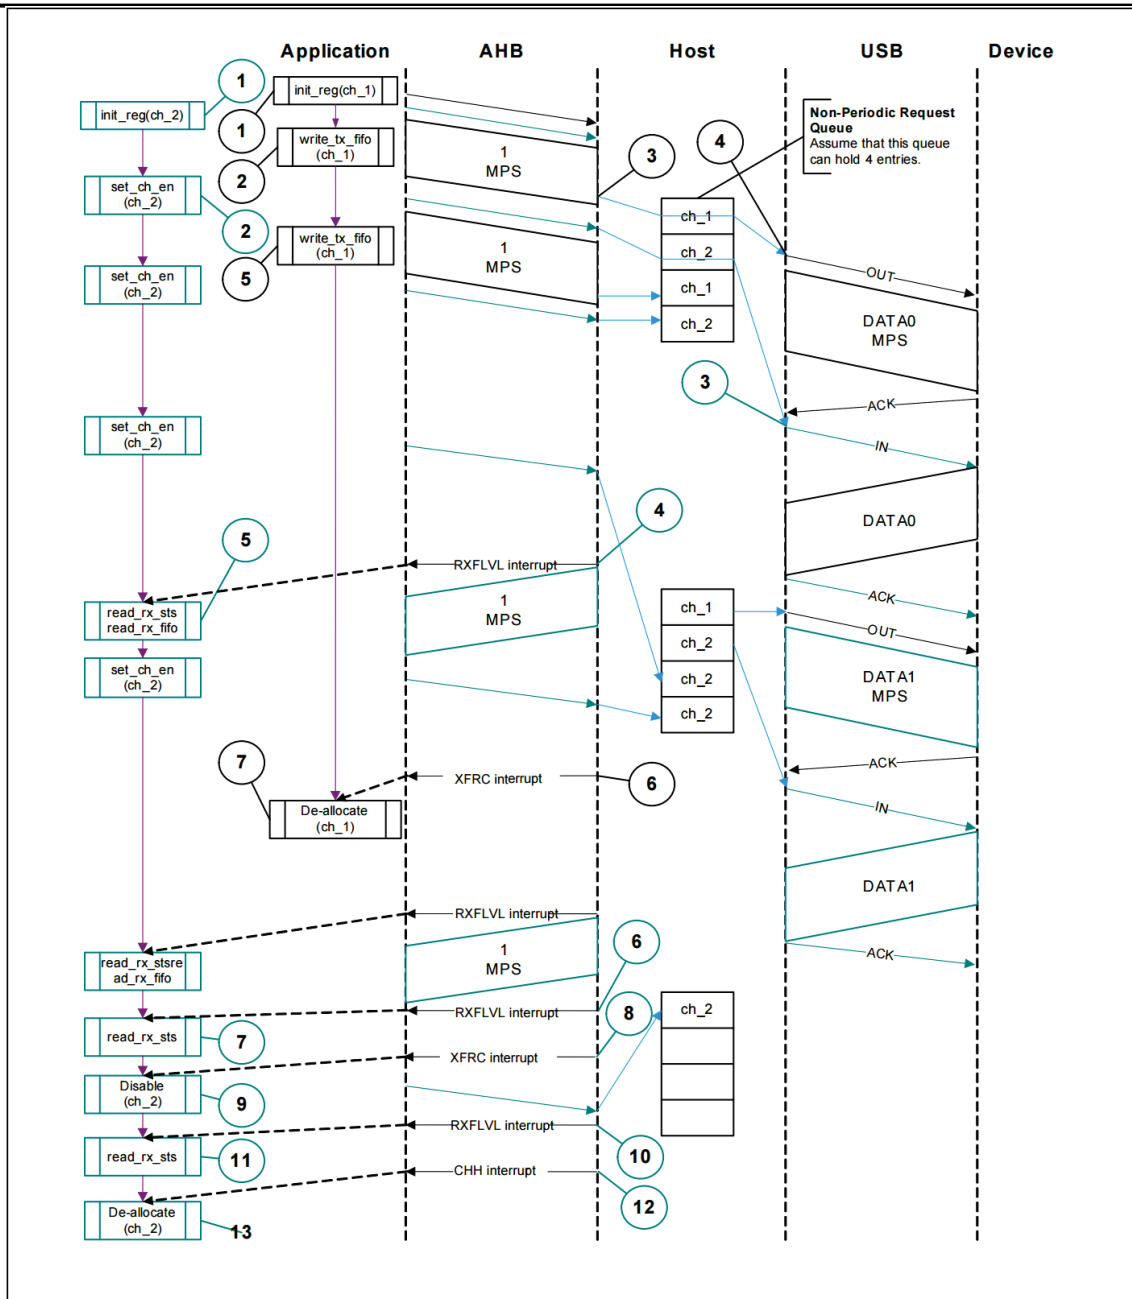 Application AHB Host USB Device
1
init_reg(ch_1)
init_reg(ch_2)
1
Non-Periodic Request
Queue
Assume that this queue
can hold 4 entries.
write_tx_fifo
(ch_1)
1
MPS
3
4
2
set_ch_en
(ch_2)
ch_1
2
write_tx_fifo
(ch_1)
ch_2
1
MPS
5
set_ch_en
(ch_2)
OUT
ch_1
ch_2
DATA0
MPS
3
ACK
set_ch_en
(ch_2)
IN
4
DATA0
5
RXFLVL interrupt
ACK
read_rx_sts
read_rx_fifo
1
MPS
ch_1
OUT
ch_2
set_ch_en
(ch_2)
ch_2
DATA1
MPS
ch_2
7
XFRC interrupt
6
ACK
De-allocate
(ch_1)
IN
DATA1
RXFLVL interrupt
6
1
MPS
ACK
read_rx_stsre
ad_rx_fifo
RXFLVL interrupt
8
ch_2
read_rx_sts
7
XFRC interrupt
Disable
(ch_2)
9
RXFLVL interrupt
read_rx_sts
11
10
CHH interrupt
12
De-allocate
(ch_2)
13